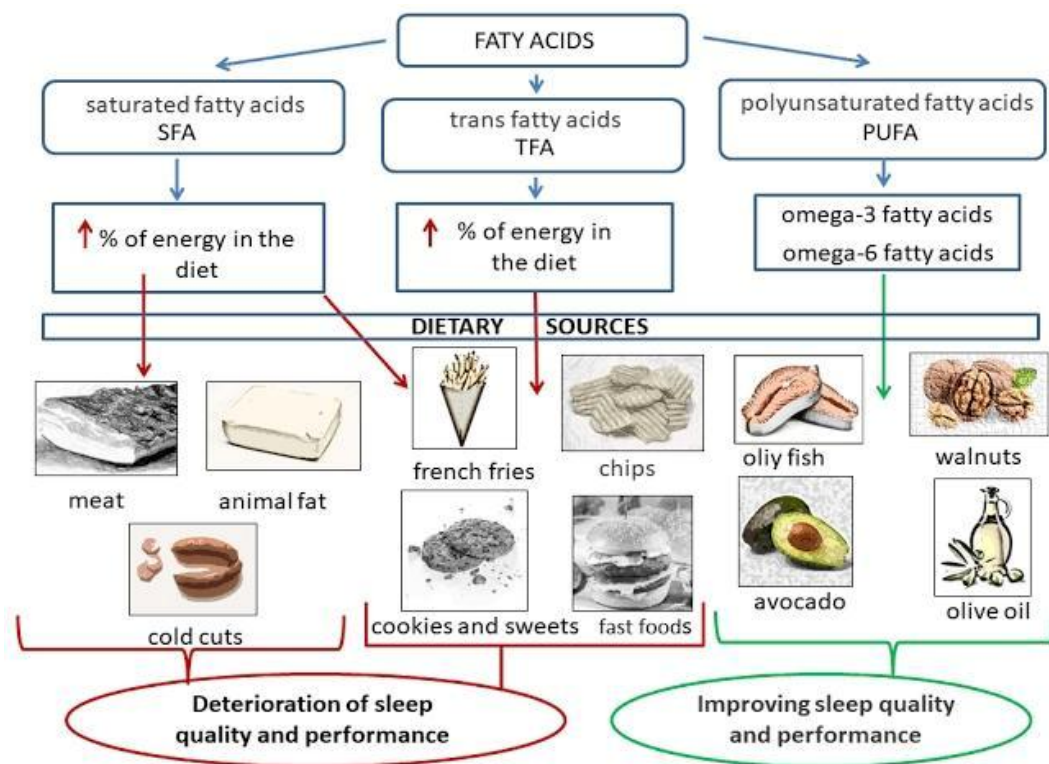 FATY ACIDS
saturated fatty acids
SFA
trans fatty acids
TFA
polyunsaturated fatty acids
PUFA
↑ % of energy in the
diet
↑ % of energy in
the diet
omega-3 fatty acids
omega-6 fatty acids
DIETARY SOURCES
meat
animal fat
cold cuts
french fries
chips
cookies and sweets
fast foods
oliy fish
walnuts
avocado
olive oil
Deterioration of sleep
quality and performance
Improving sleep quality
and performance